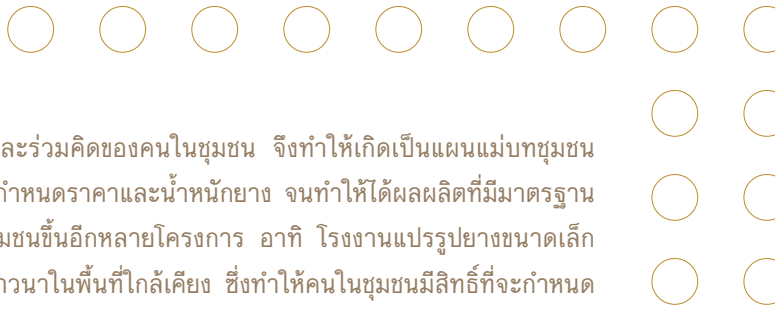 ละร่วมคิดของคนในชุมชน จึงทำให้เกิดเป็นแผนแม่บทชุมชน
กำหนดราคาและน้ำหนักยาง จนทำให้ได้ผลผลิตที่มีมาตรฐาน
มชนขึ้นอีกหลายโครงการ อาทิ โรงงานแปรรูปยางขนาดเล็ก
าวนาในพื้นที่ใกล้เคียง ซึ่งทำให้คนในชุมชนมีสิทธิ์ที่จะกำหนด